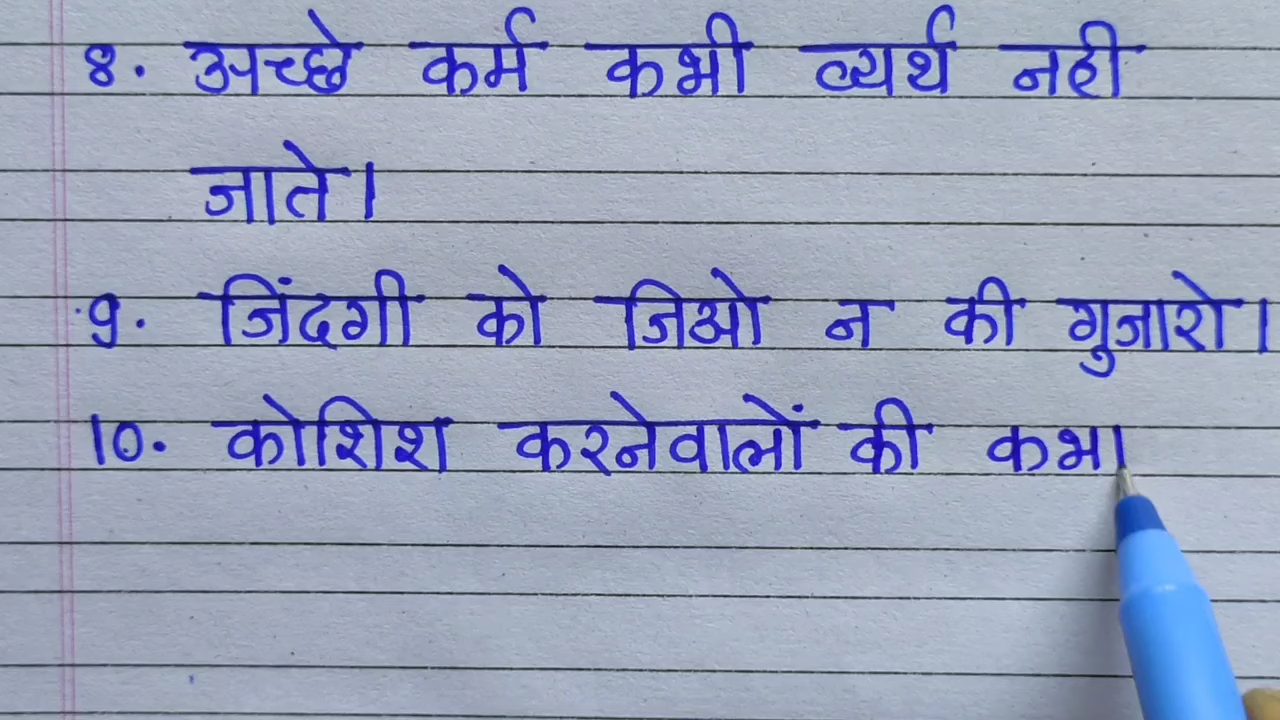 8. अच्छे कर्म कभी व्यर्थ नही
जाते।
9. जिंदगी को जिओ न की गुजारो।
10. कोशिश करनेवालों की कभा